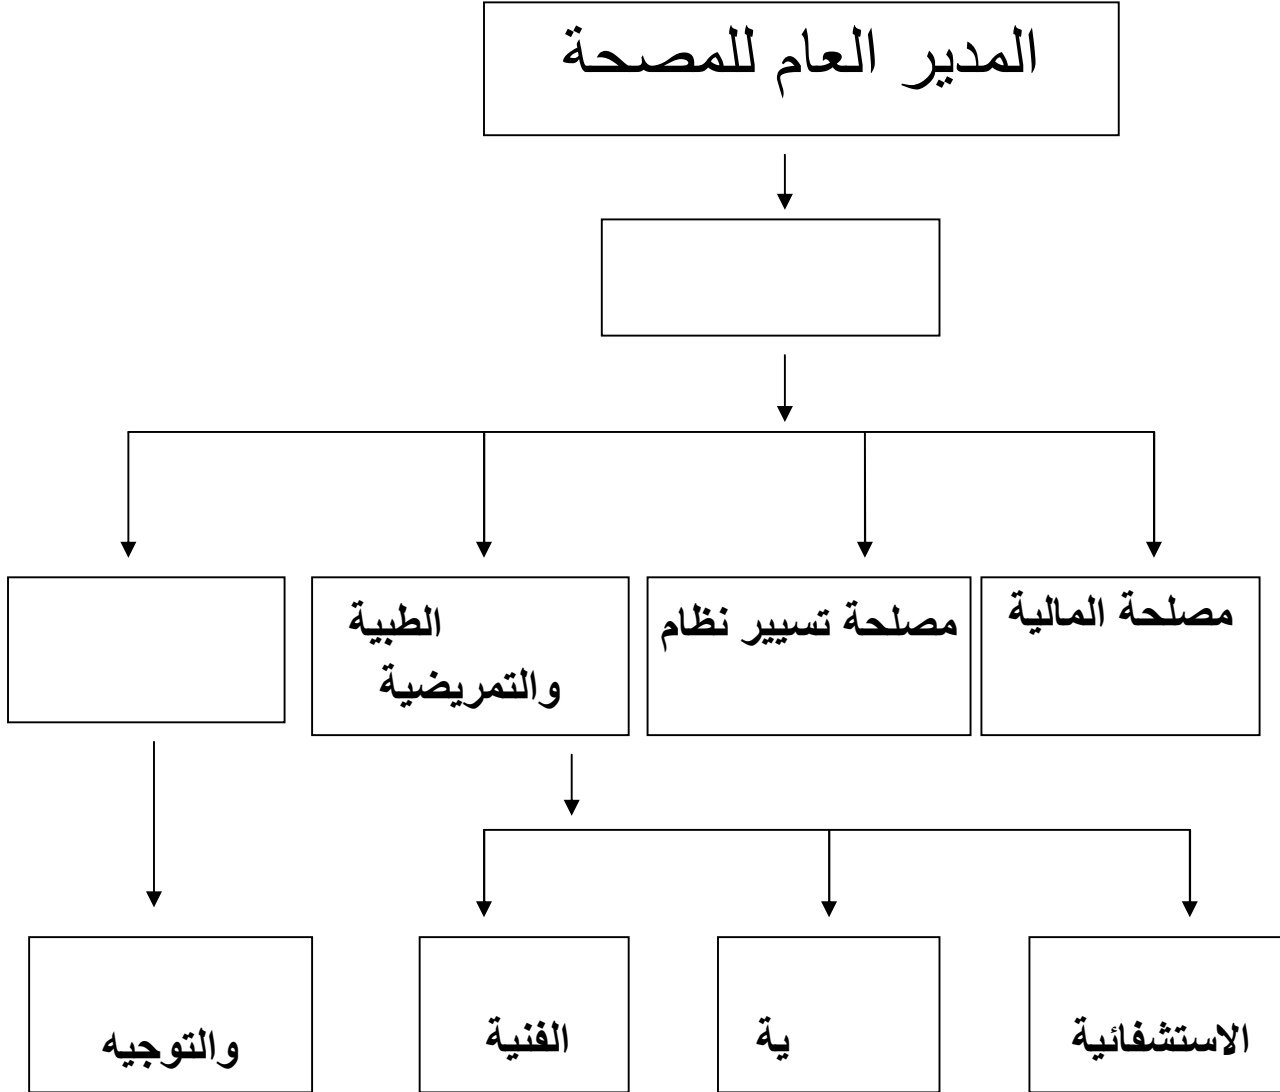 المدير العام للمصحة
مصلحة المالية
مصلحة تسيير نظام
الطبية
والتمريضية
الاستشفائية
ية
الفنية
والتوجيه